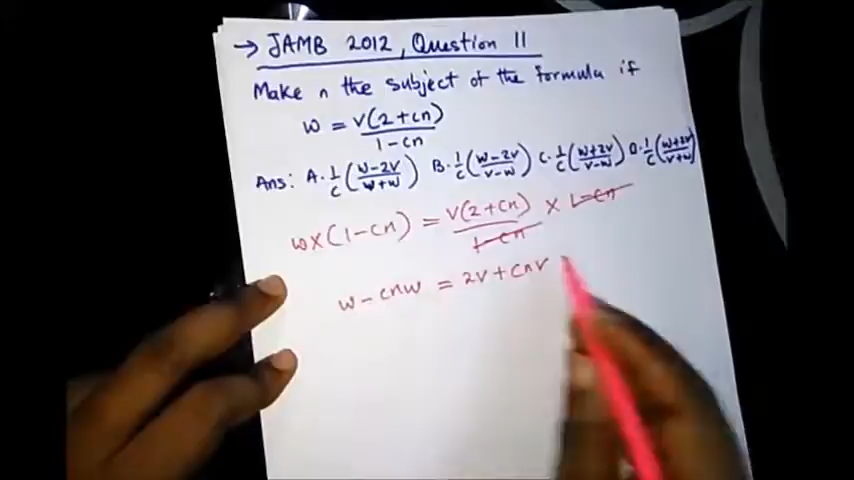 → JAMB 2012, Question 11
Make n the subject of the formula if
w = v(2+cn)/1-cn
Ans: A. 1/c (w-2v/w+w) B. 1/c (w-2v/v-w) C. 1/c (w+2v/v-w) D. 1/c (w+2v/v+w)
w×(1-cn) = v(2+cn)/1-cn × 1-cn
w-cnw = 2v+cnv